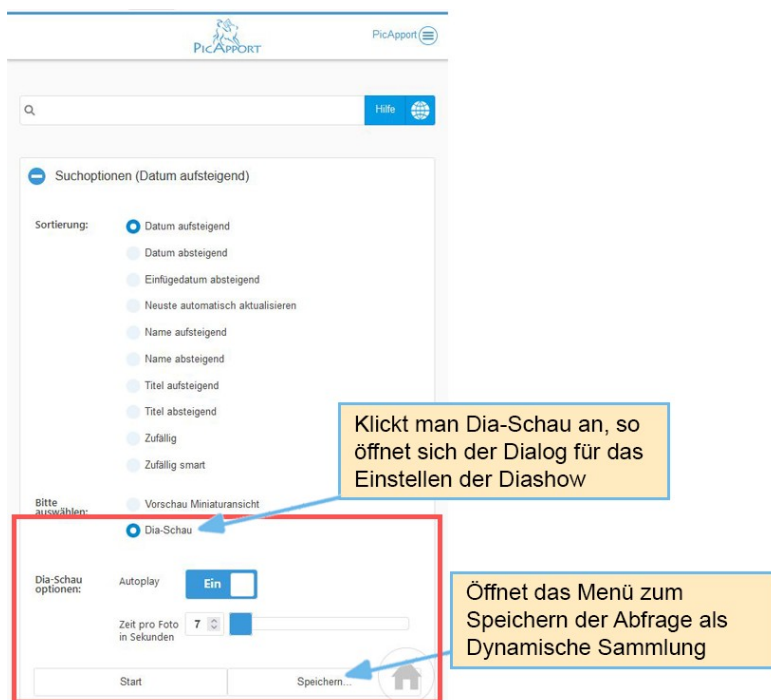 PICAPPORT
PicApport
Hilfe
Suchoptionen (Datum aufsteigend)
Sortierung:
Datum aufsteigend
Datum absteigend
Einfügedatum absteigend
Neuste automatisch aktualisieren
Name aufsteigend
Name absteigend
Titel aufsteigend
Titel absteigend
Zufällig
Zufällig smart
Klickt man Dia-Schau an, so
öffnet sich der Dialog für das
Einstellen der Diashow
Bitte
auswählen:
Vorschau Miniaturansicht
Dia-Schau
Dia-Schau
optionen:
Autoplay
Ein
Zeit pro Foto
in Sekunden
7
Öffnet das Menü zum
Speichern der Abfrage als
Dynamische Sammlung
Start
Speichern...